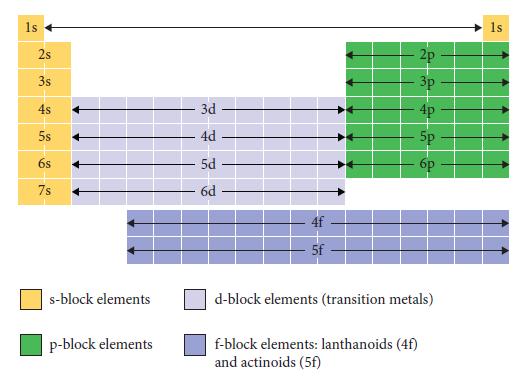 1s 1s
2s 2p
3s 3p
4s 3d 4p
5s 4d 5p
6s 5d 6p
7s 6d
4f
5f
s-block elements d-block elements (transition metals)
p-block elements f-block elements: lanthanoids (4f)
and actinoids (5f)